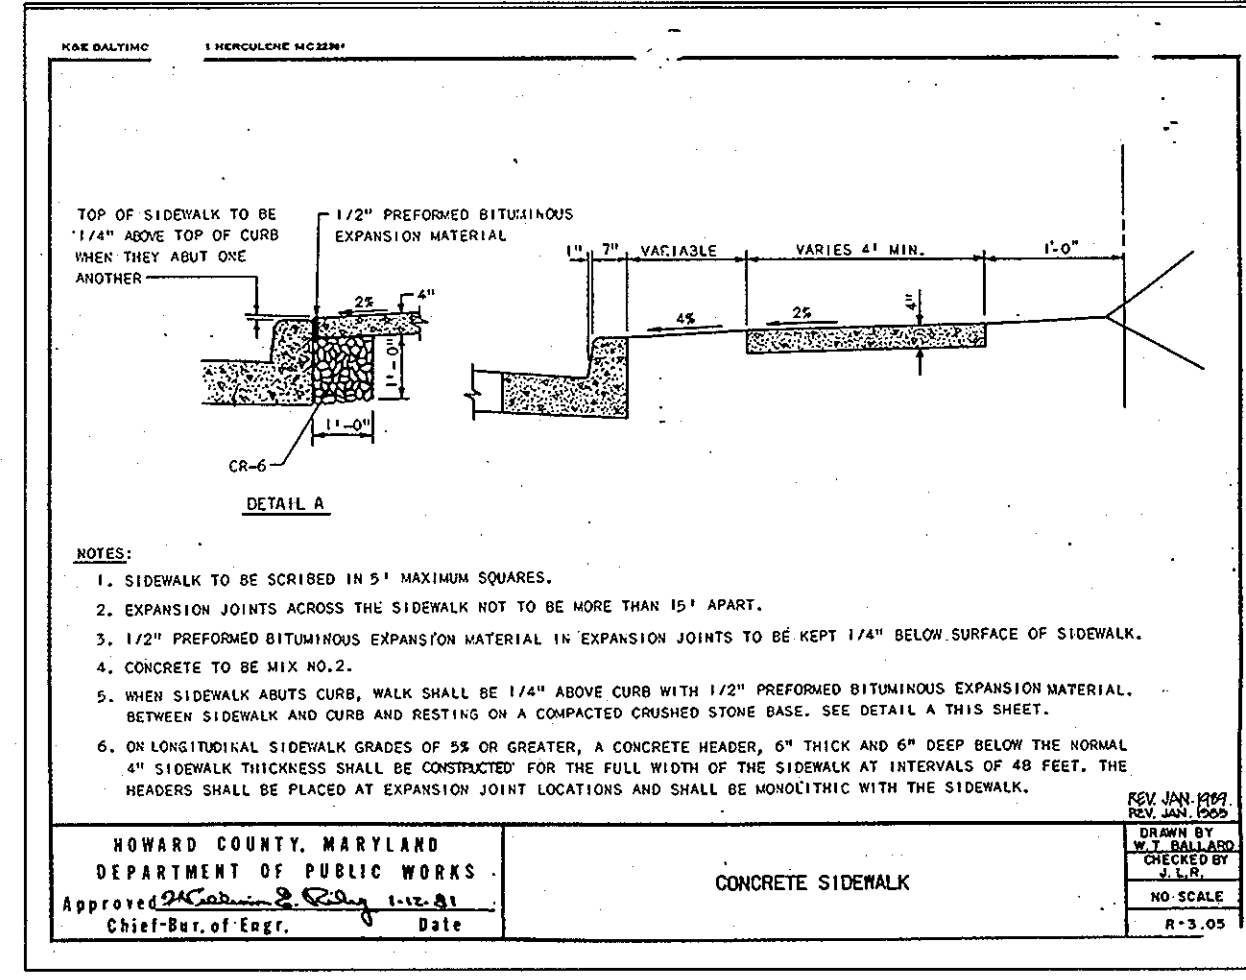 K&E BALTIMO
HERCULENE
TOP OF SIDEWALK TO BE
1/4" ABOVE TOP OF CURB
WHEN THEY ABUT ONE
ANOTHER
1/2" PREFORMED BITUMINOUS
EXPANSION MATERIAL
2%
4"
1'-0"
1'-0"
CR-6
DETAIL A
1" 7" VARIABLE VARIES 4' MIN. 1'-0"
4% 2% 4"
NOTES:
1. SIDEWALK TO BE SCRIBED IN 5' MAXIMUM SQUARES.
2. EXPANSION JOINTS ACROSS THE SIDEWALK NOT TO BE MORE THAN 15' APART.
3. 1/2" PREFORMED BITUMINOUS EXPANSION MATERIAL IN EXPANSION JOINTS TO BE KEPT 1/4" BELOW SURFACE OF SIDEWALK.
4. CONCRETE TO BE MIX NO.2.
5. WHEN SIDEWALK ABUTS CURB, WALK SHALL BE 1/4" ABOVE CURB WITH 1/2" PREFORMED BITUMINOUS EXPANSION MATERIAL.
BETWEEN SIDEWALK AND CURB AND RESTING ON A COMPACTED CRUSHED STONE BASE. SEE DETAIL A THIS SHEET.
6. ON LONGITUDINAL SIDEWALK GRADES OF 5% OR GREATER, A CONCRETE HEADER, 6" THICK AND 6" DEEP BELOW THE NORMAL
4" SIDEWALK THICKNESS SHALL BE CONSTRUCTED FOR THE FULL WIDTH OF THE SIDEWALK AT INTERVALS OF 48 FEET. THE
HEADERS SHALL BE PLACED AT EXPANSION JOINT LOCATIONS AND SHALL BE MONOLITHIC WITH THE SIDEWALK.
REV. JAN. 1989.
REV. JAN. 1985
HOWARD COUNTY, MARYLAND
DEPARTMENT OF PUBLIC WORKS
Approved E. Riley 1-12-81
Chief-Bur. of Engr. Date
CONCRETE SIDEWALK
DRAWN BY
W.T. BALLARD
CHECKED BY
J.L.R.
NO SCALE
R-3.05